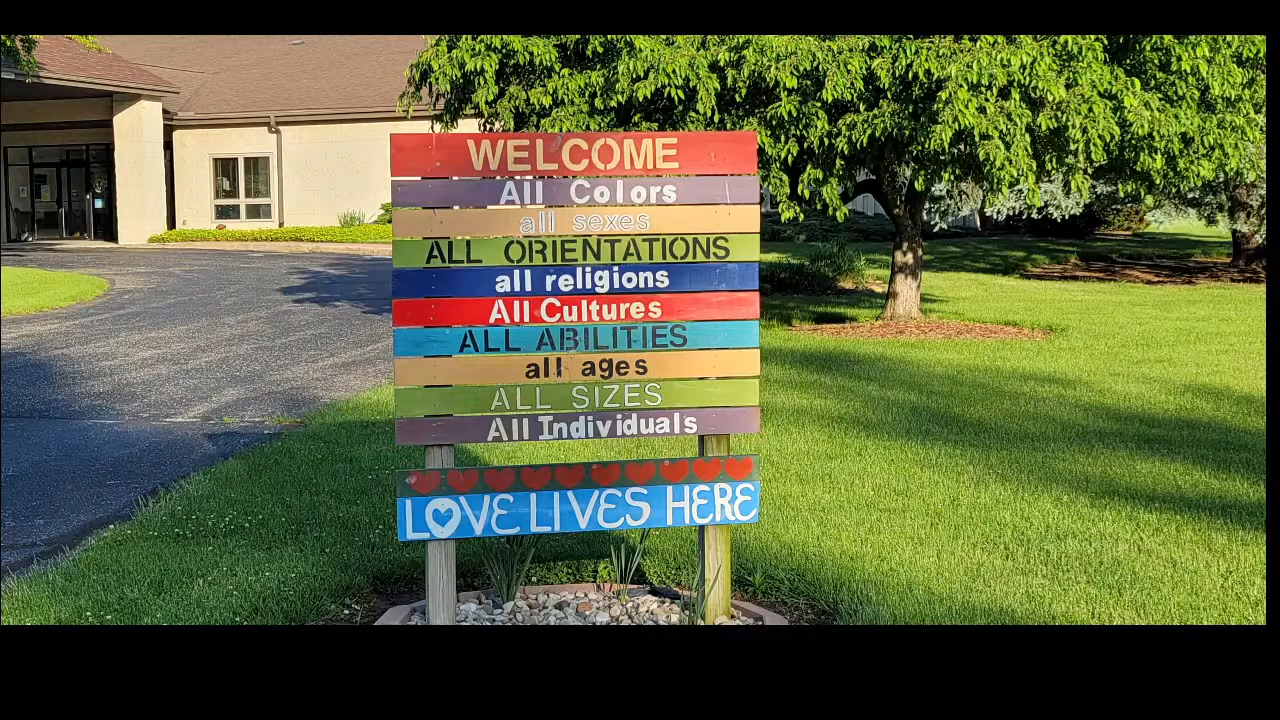 WELCOME
All Colors
all sexes
ALL ORIENTATIONS
all religions
All Cultures
ALL ABILITIES
all ages
ALL SIZES
All Individuals
LOVE LIVES HERE